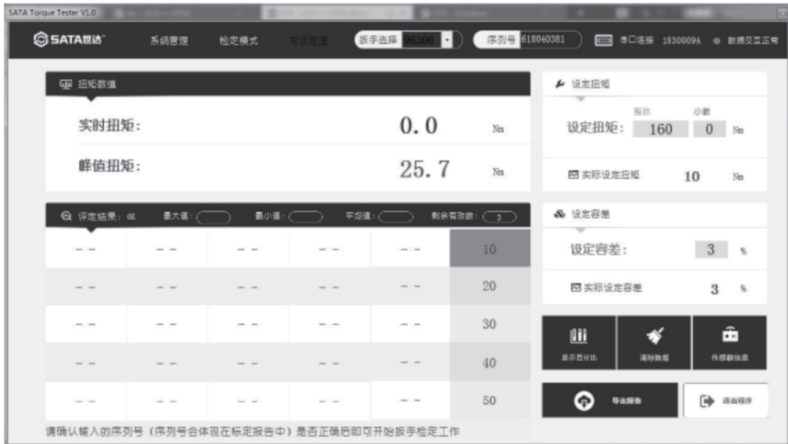 SATA Torque Tester V1.0
SATA世达 系统管理 检定模式 扳手选择 96306 序列号 618040381 串口连接 1830009A 数据交互正常
扭矩数值
实时扭矩: 0.0 Nm
峰值扭矩: 25.7 Nm
评定结果: OK 最大值: 最小值: 平均值: 剩余有效数: 3
-- -- -- -- -- 10
-- -- -- -- -- 20
-- -- -- -- -- 30
-- -- -- -- -- 40
-- -- -- -- -- 50
设定扭矩
整数 小数
设定扭矩: 160 0 Nm
实际设定扭矩 10 Nm
设定容差
设定容差: 3 %
实际设定容差 3 %
显示百分比 清除数据 传感器信息
导出报告 退出程序
请确认输入的序列号(序列号会体现在标定报告中)是否正确后即可开始扳手检定工作